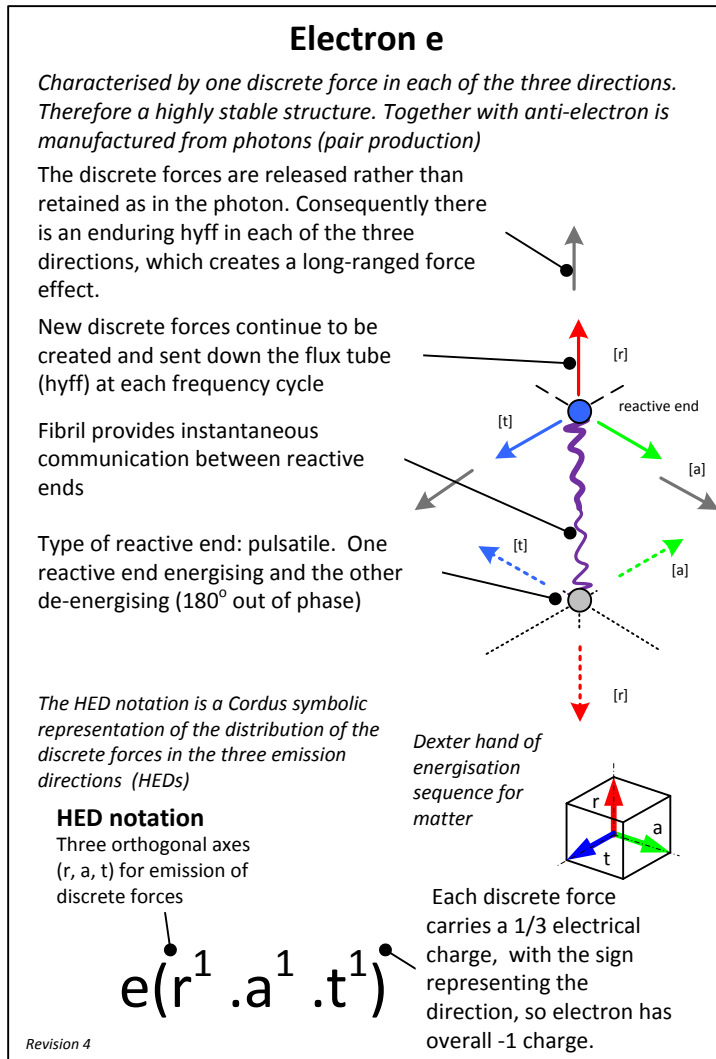 Electron e
Characterised by one discrete force in each of the three directions.
Therefore a highly stable structure. Together with anti-electron is
manufactured from photons (pair production)
The discrete forces are released rather than
retained as in the photon. Consequently there
is an enduring hyff in each of the three
directions, which creates a long-ranged force
effect.
New discrete forces continue to be
created and sent down the flux tube
(hyff) at each frequency cycle
[r]
reactive end
[t]
[a]
Fibril provides instantaneous
communication between reactive
ends
Type of reactive end: pulsatile. One
reactive end energising and the other
de-energising (180° out of phase)
[t]
[a]
[r]
The HED notation is a Cordus symbolic
representation of the distribution of the
discrete forces in the three emission
directions (HEDs)
Dexter hand of
energisation
sequence for
matter
r
a
t
HED notation
Three orthogonal axes
(r, a, t) for emission of
discrete forces
e(r¹ .a¹ .t¹)
Each discrete force
carries a 1/3 electrical
charge, with the sign
representing the
direction, so electron has
overall -1 charge.
Revision 4